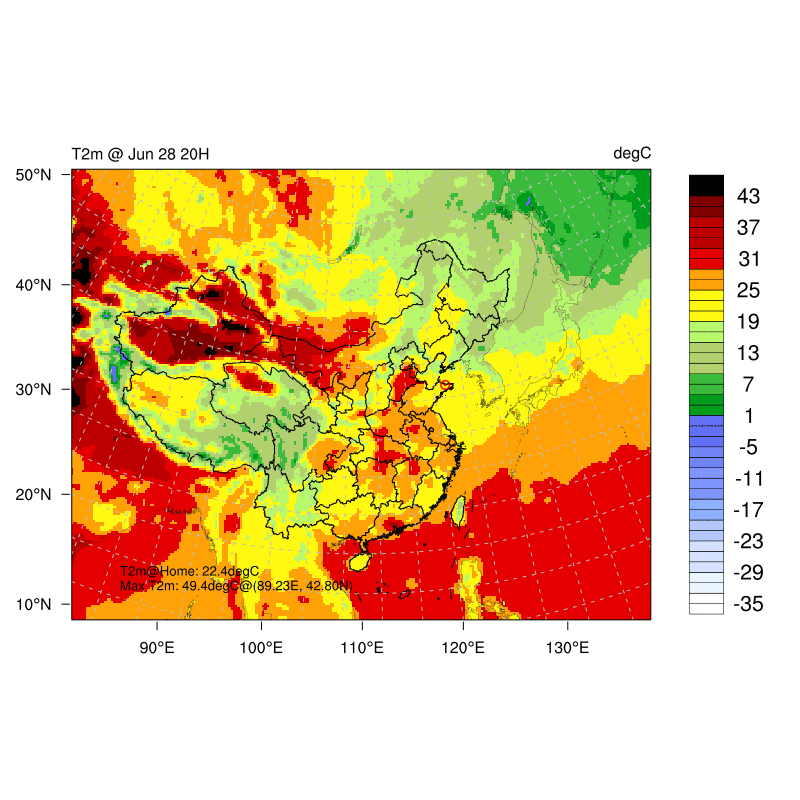 T2m @ Jun 28 20H
degC
50°N
40°N
30°N
20°N
10°N
90°E
100°E
110°E
120°E
130°E
T2m@Home: 22.4degC
Max T2m: 49.4degC@(89.23E, 42.80N)
43
37
31
25
19
13
7
1
-5
-11
-17
-23
-29
-35